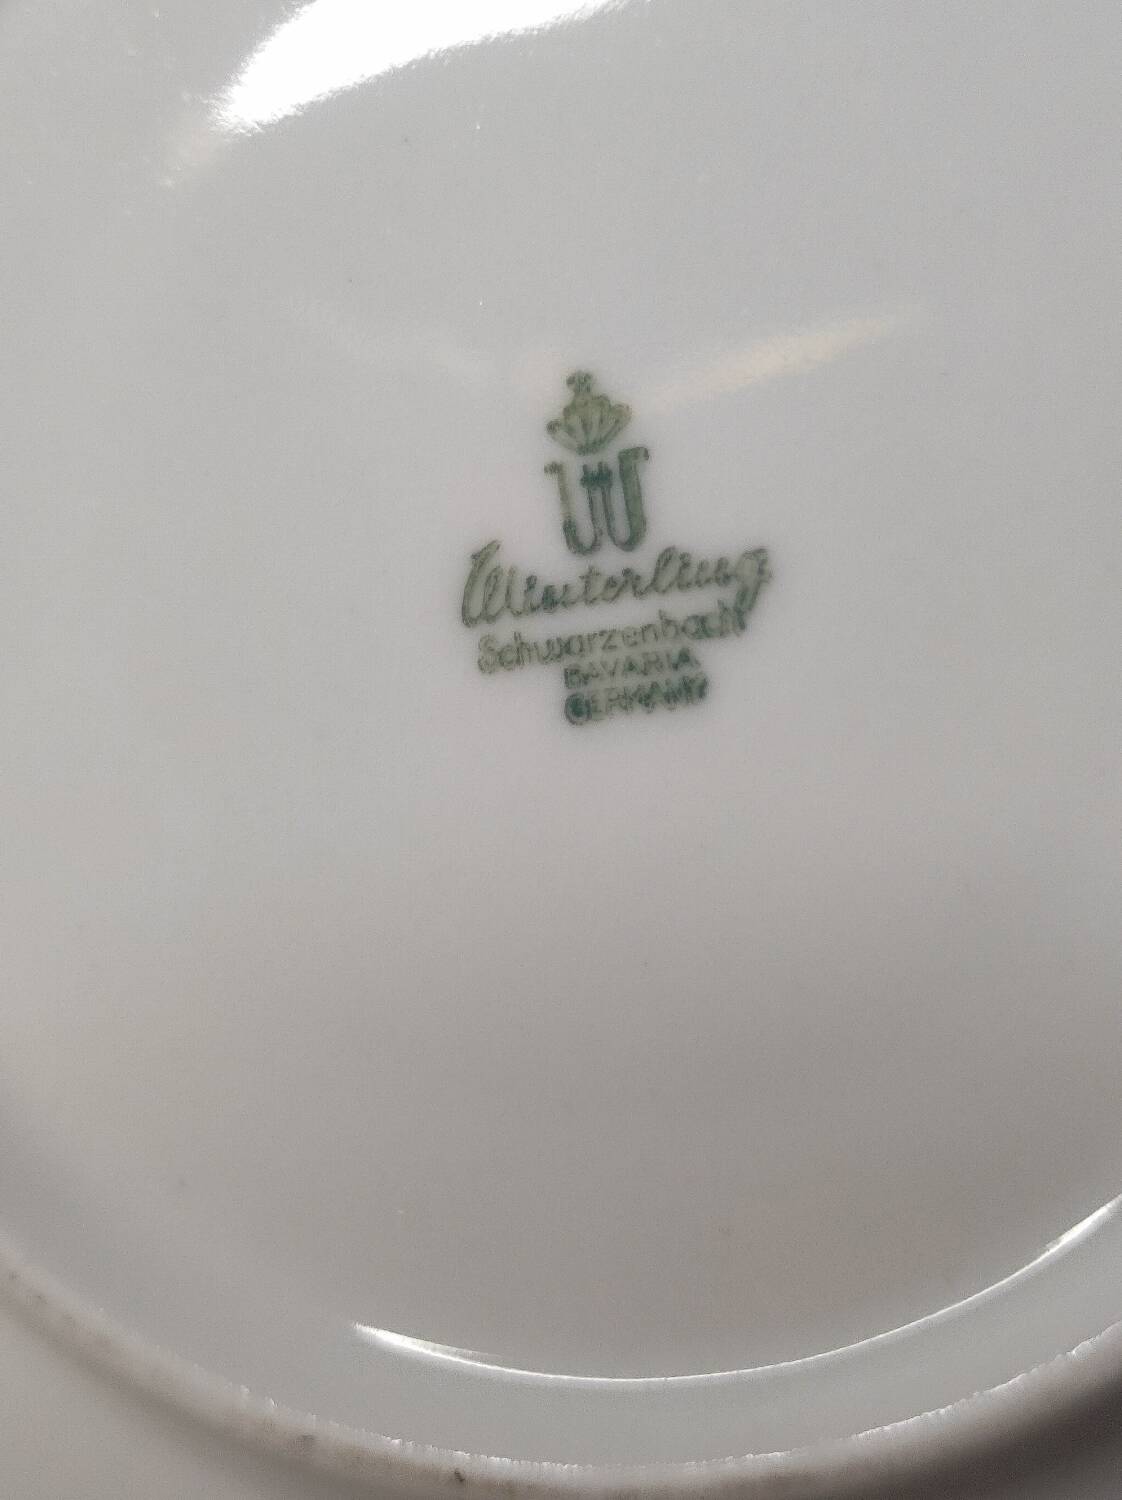 W
Winterling
Schwarzenbach
BAVARIA
GERMANY